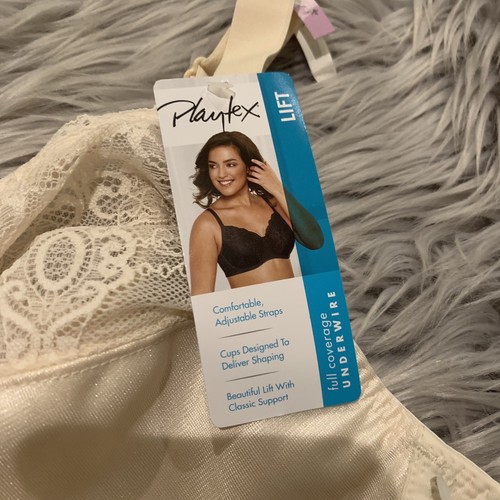 Playtex
LIFT
Comfortable,
Adjustable Straps
Cups Designed To
Deliver Shaping
Beautiful Lift With
Classic Support
full coverage
UNDERWIRE